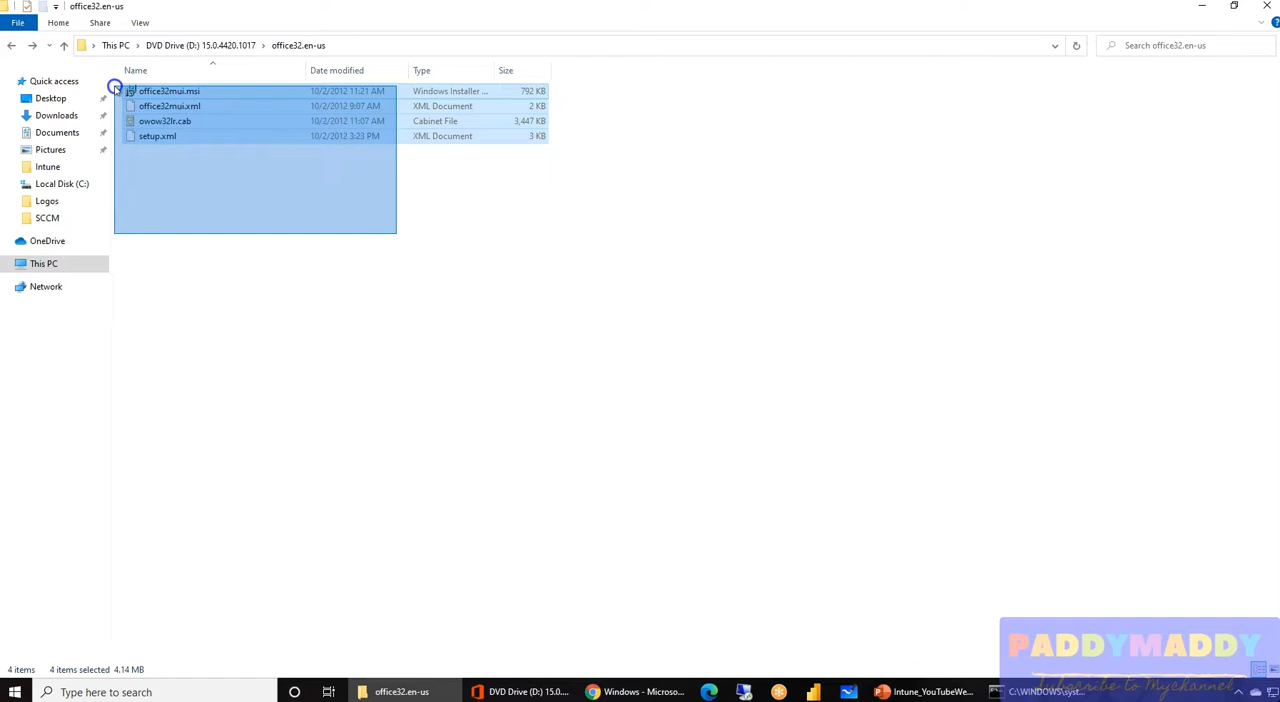 office32.en-us
File Home Share View
This PC > DVD Drive (D:) 15.0.4420.1017 > office32.en-us
Search office32.en-us
Name Date modified Type Size
Quick access
Desktop
Downloads
Documents
Pictures
Intune
Local Disk (C:)
Logos
SCCM
OneDrive
This PC
Network
office32mui.msi 10/2/2012 11:21 AM Windows Installer ... 792 KB
office32mui.xml 10/2/2012 9:07 AM XML Document 2 KB
owow32lr.cab 10/2/2012 11:07 AM Cabinet File 3,447 KB
setup.xml 10/2/2012 3:23 PM XML Document 3 KB
PADDYMADDY
Subscribe to Mychannel
4 items 4 items selected 4.14 MB
Type here to search
office32.en-us
DVD Drive (D:) 15.0....
Windows - Microso...
Intune_YouTubeWe...
C:\WINDOWS\syst...